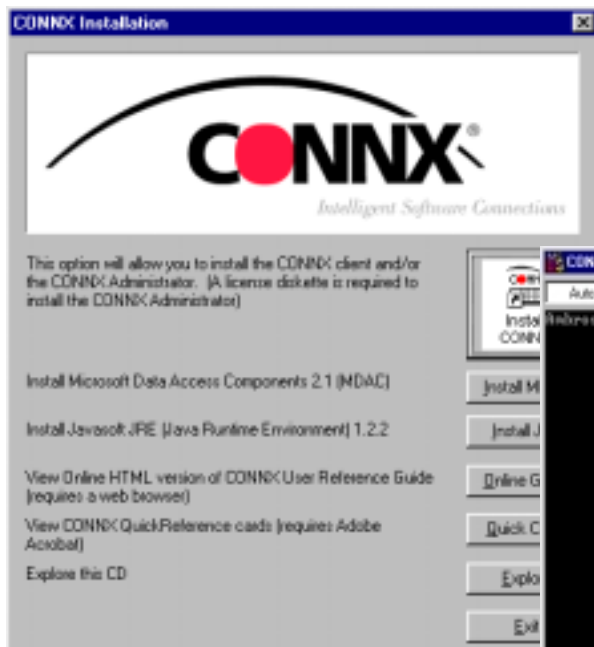 CONNX Installation
CONNX®
Intelligent Software Connections
This option will allow you to install the CONNX client and/or
the CONNX Administrator. (A license diskette is required to
install the CONNX Administrator)
Insta
CONN
CON
Auto
Install Microsoft Data Access Components 2.1 (MDAC)
Install M
Install Javasoft JRE (Java Runtime Environment) 1.2.2
Install J
View Online HTML version of CONNX User Reference Guide
(requires a web browser)
Online G
View CONNX QuickReference cards (requires Adobe
Acrobat)
Quick C
Explore this CD
Explo
Exit